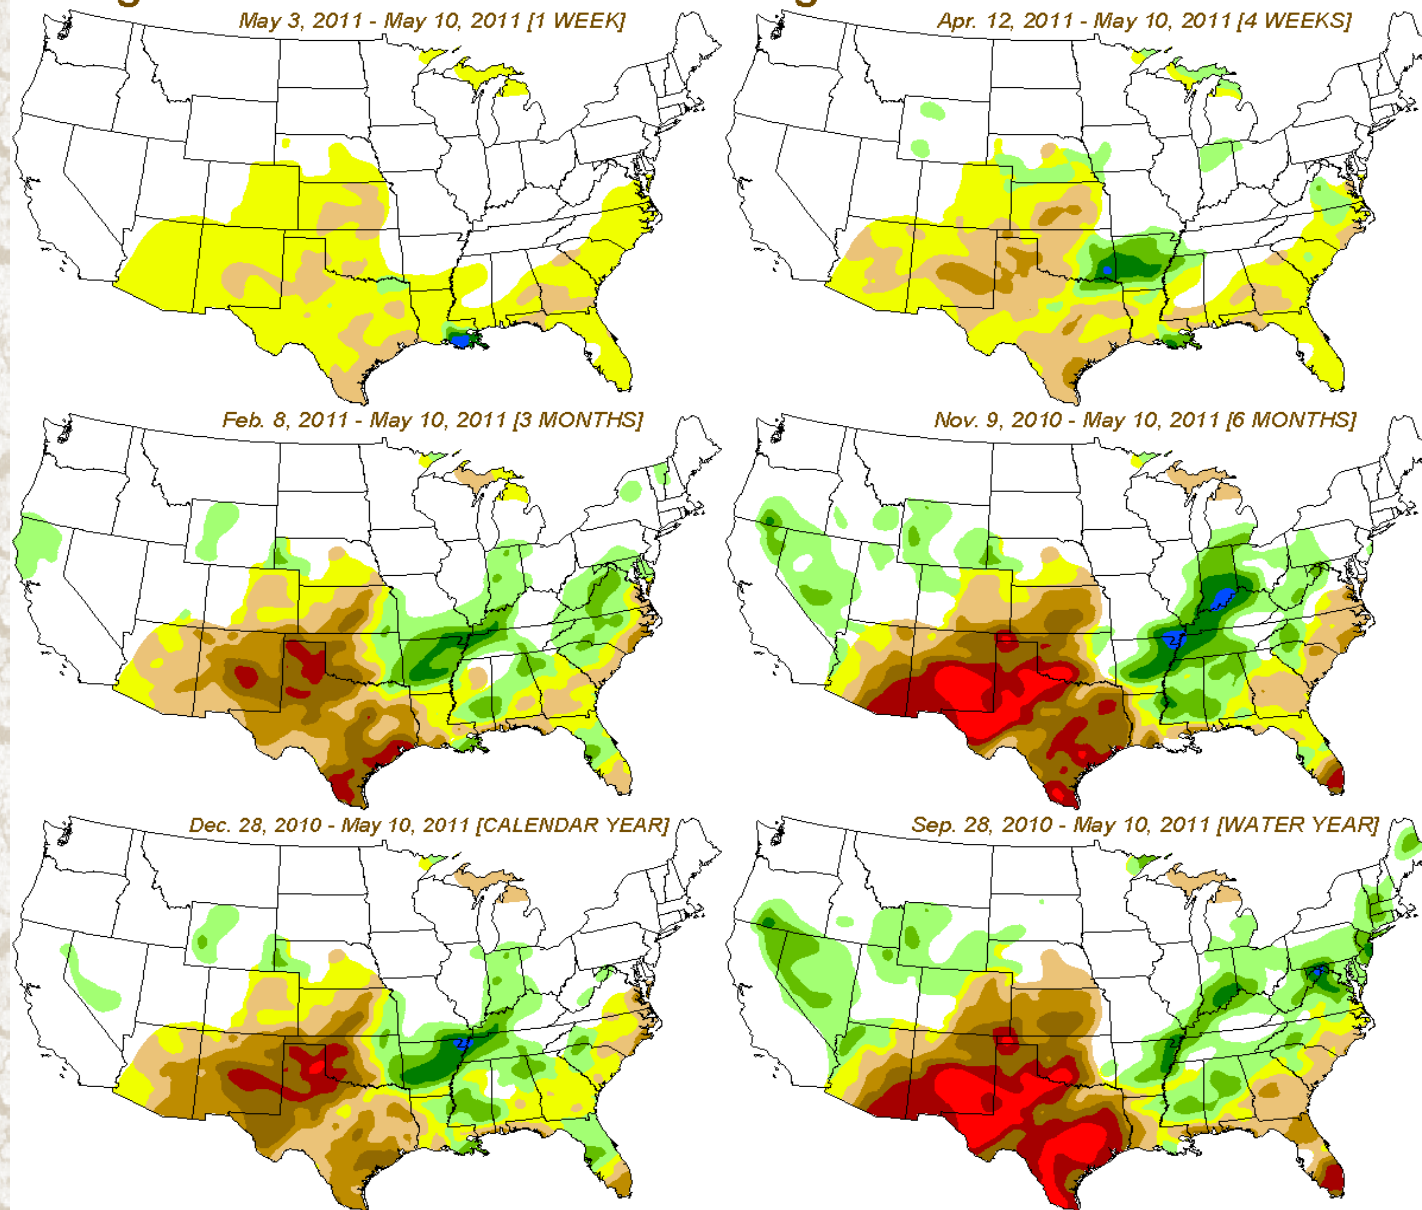 May 3, 2011 - May 10, 2011 [1 WEEK]
Apr. 12, 2011 - May 10, 2011 [4 WEEKS]
Feb. 8, 2011 - May 10, 2011 [3 MONTHS]
Nov. 9, 2010 - May 10, 2011 [6 MONTHS]
Dec. 28, 2010 - May 10, 2011 [CALENDAR YEAR]
Sep. 28, 2010 - May 10, 2011 [WATER YEAR]